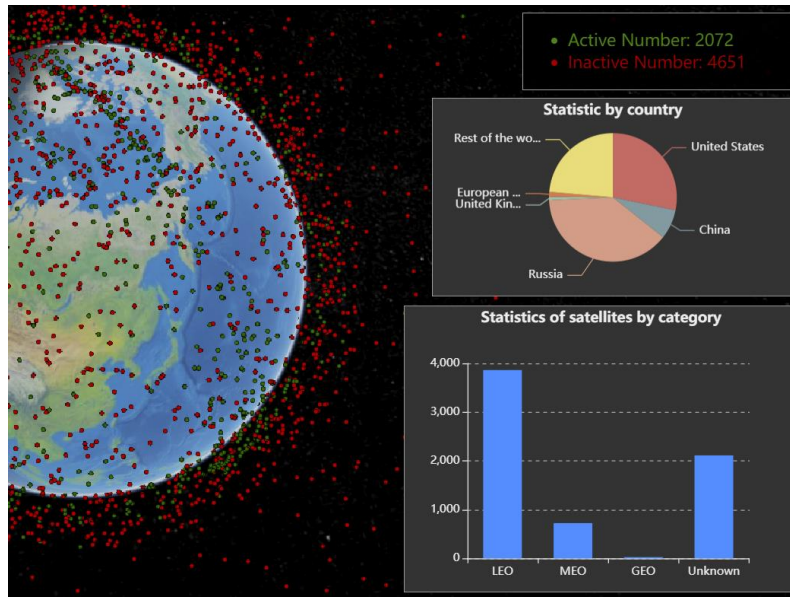 Active Number: 2072
Inactive Number: 4651
Statistic by country
Rest of the wo...
United States
European ...
United Kin...
China
Russia
Statistics of satellites by category
4,000
3,000
2,000
1,000
0
LEO MEO GEO Unknown